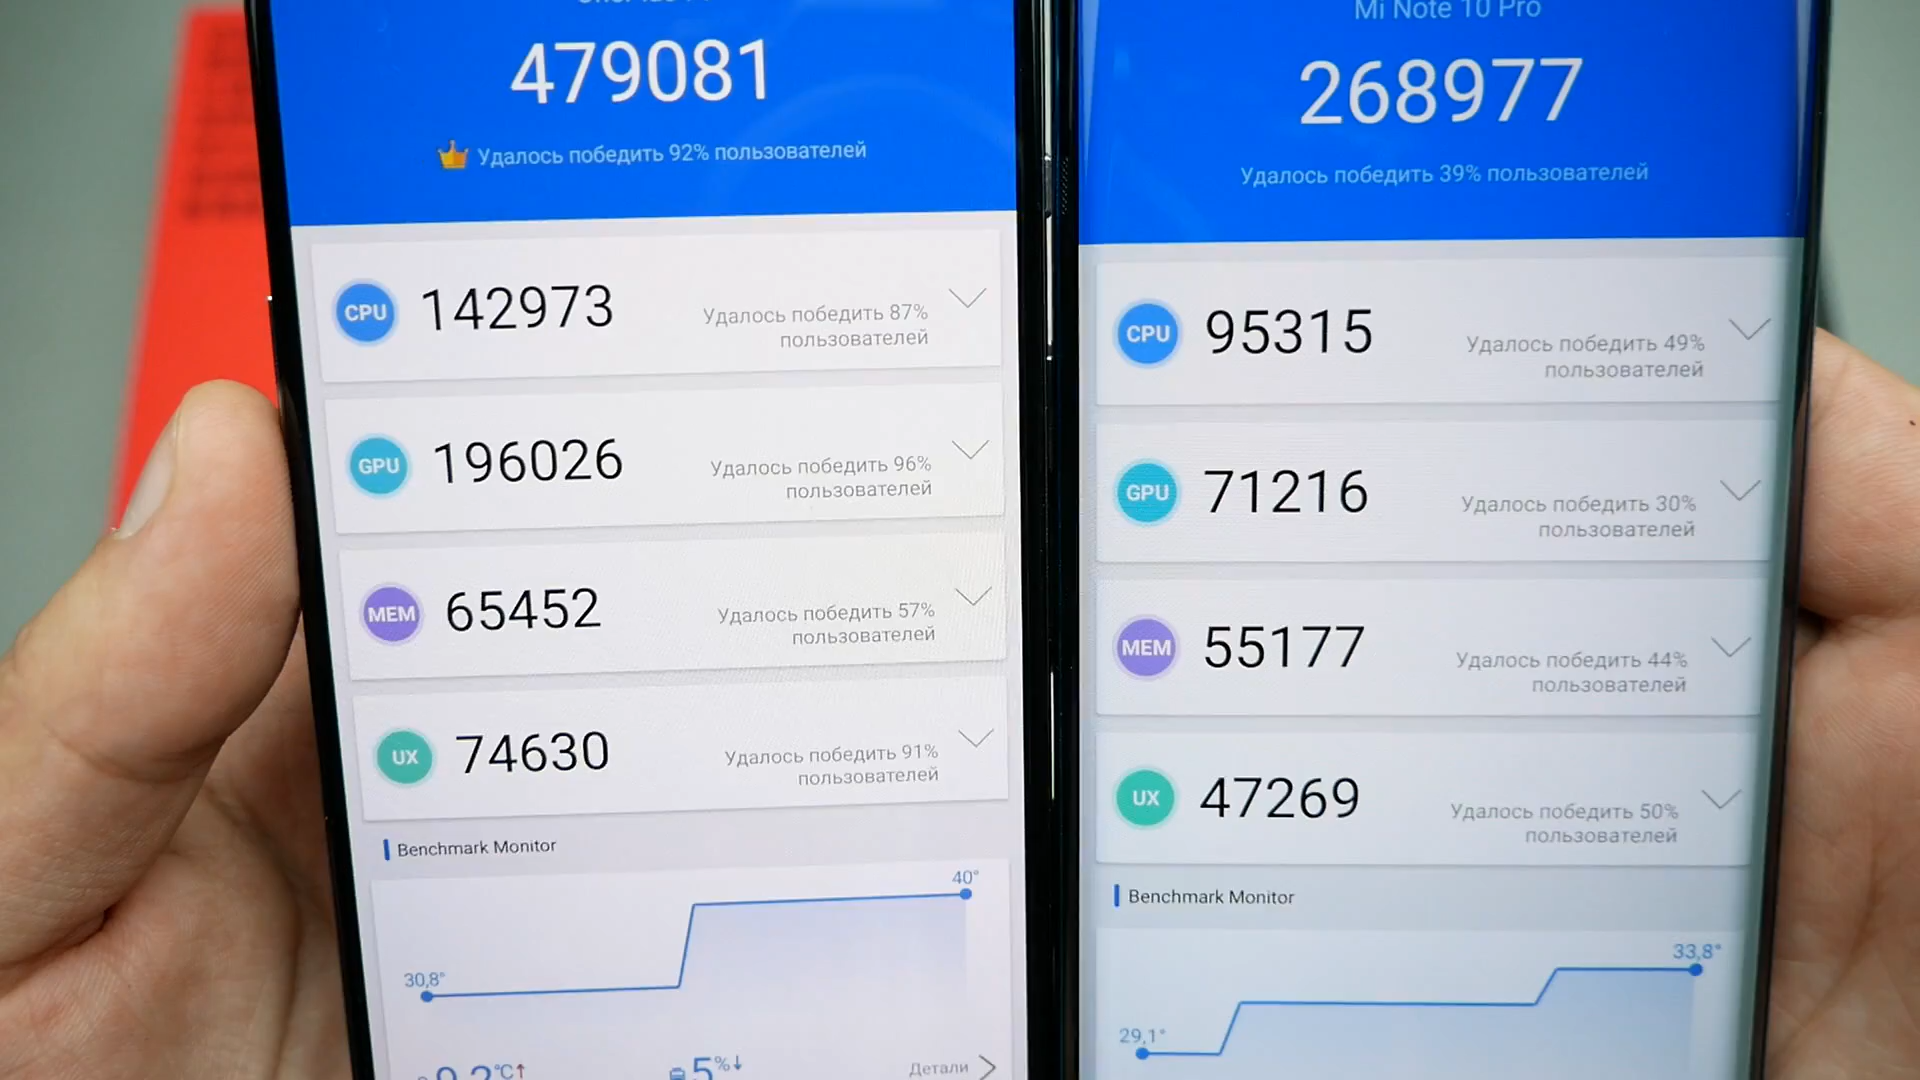 479081
Удалось победить 92% пользователей
CPU 142973 Удалось победить 87%
пользователей
GPU 196026 Удалось победить 96%
пользователей
MEM 65452 Удалось победить 57%
пользователей
UX 74630 Удалось победить 91%
пользователей
Benchmark Monitor
40°
30,8°
9,2°C↑ 5%↓ Детали
Mi Note 10 Pro
268977
Удалось победить 39% пользователей
CPU 95315 Удалось победить 49%
пользователей
GPU 71216 Удалось победить 30%
пользователей
MEM 55177 Удалось победить 44%
пользователей
UX 47269 Удалось победить 50%
пользователей
Benchmark Monitor
33,8°
29,1°